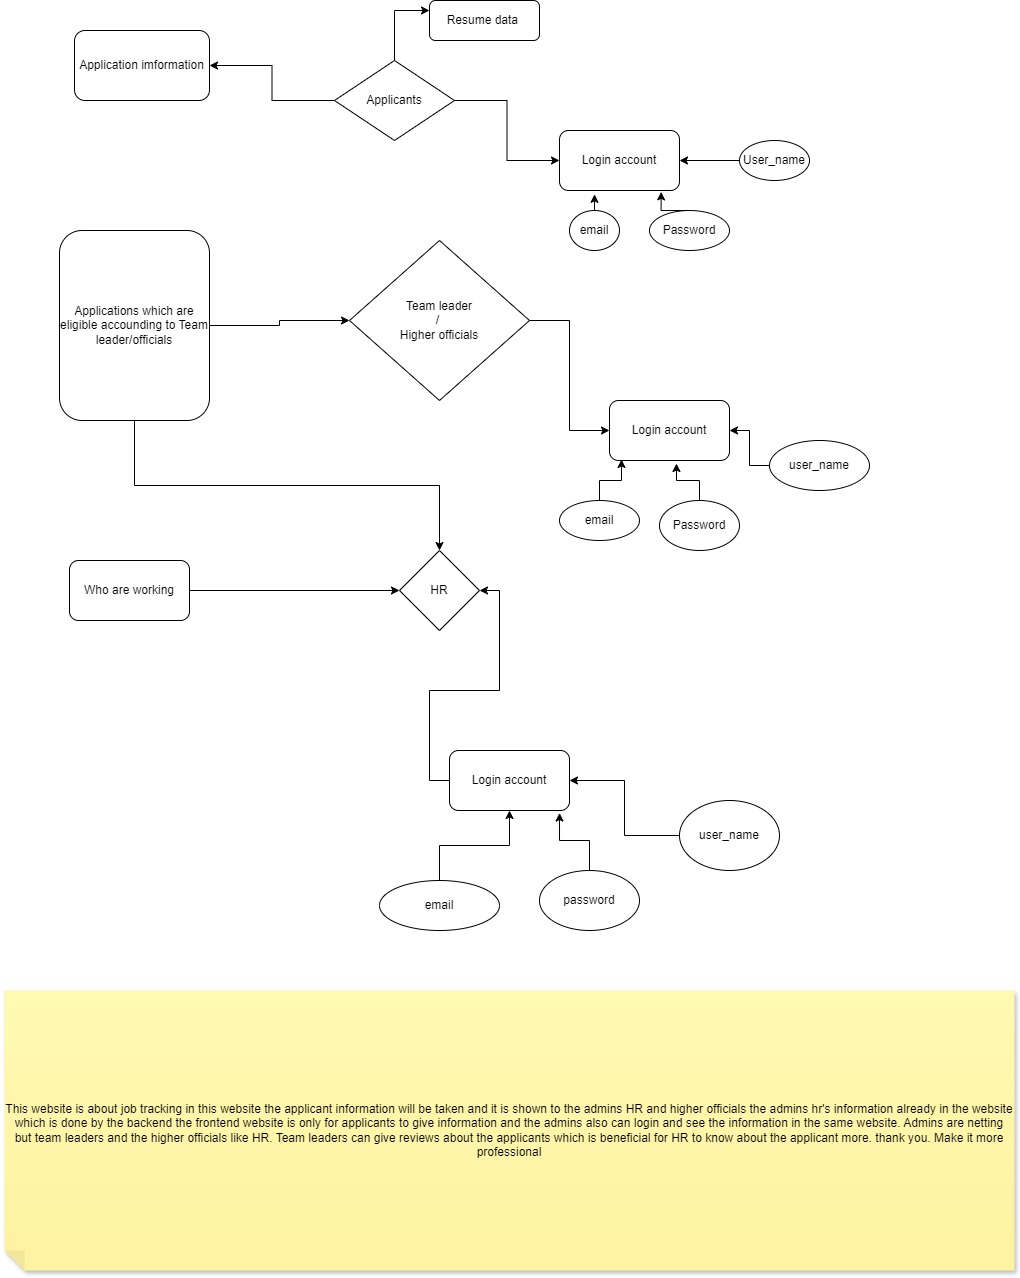 Resume data
Application imformation
Applicants
Login account
User_name
email
Password
Applications which are
eligible accounding to Team
leader/officials
Team leader
/
Higher officials
Login account
user_name
email
Password
Who are working
HR
Login account
user_name
email
password
This website is about job tracking in this website the applicant information will be taken and it is shown to the admins HR and higher officials the admins hr's information already in the website
which is done by the backend the frontend website is only for applicants to give information and the admins also can login and see the information in the same website. Admins are netting
but team leaders and the higher officials like HR. Team leaders can give reviews about the applicants which is beneficial for HR to know about the applicant more. thank you. Make it more
professional